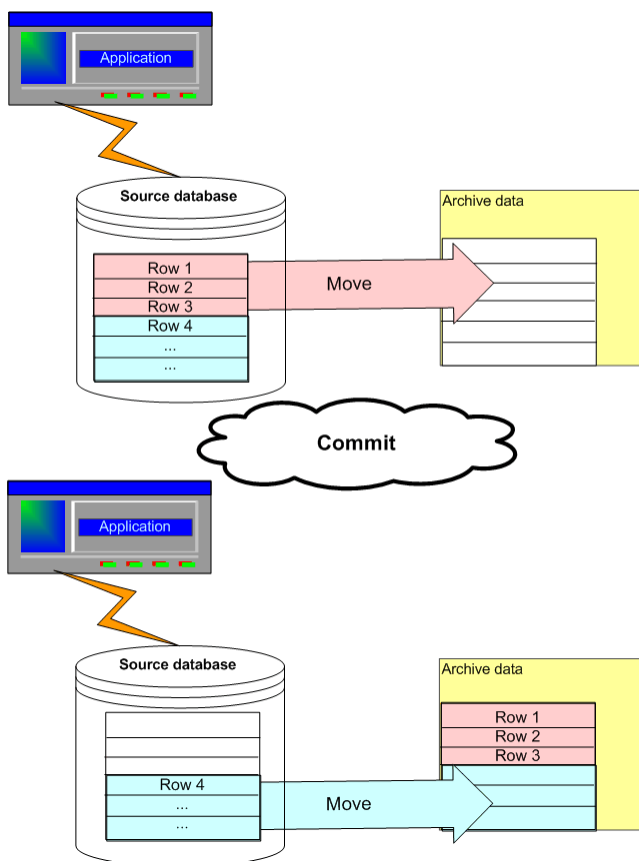 Application
Source database
Archive data
Row 1
Row 2
Row 3
Row 4
...
...
Move
Commit
Application
Source database
Archive data
Row 1
Row 2
Row 3
Row 4
...
...
Move